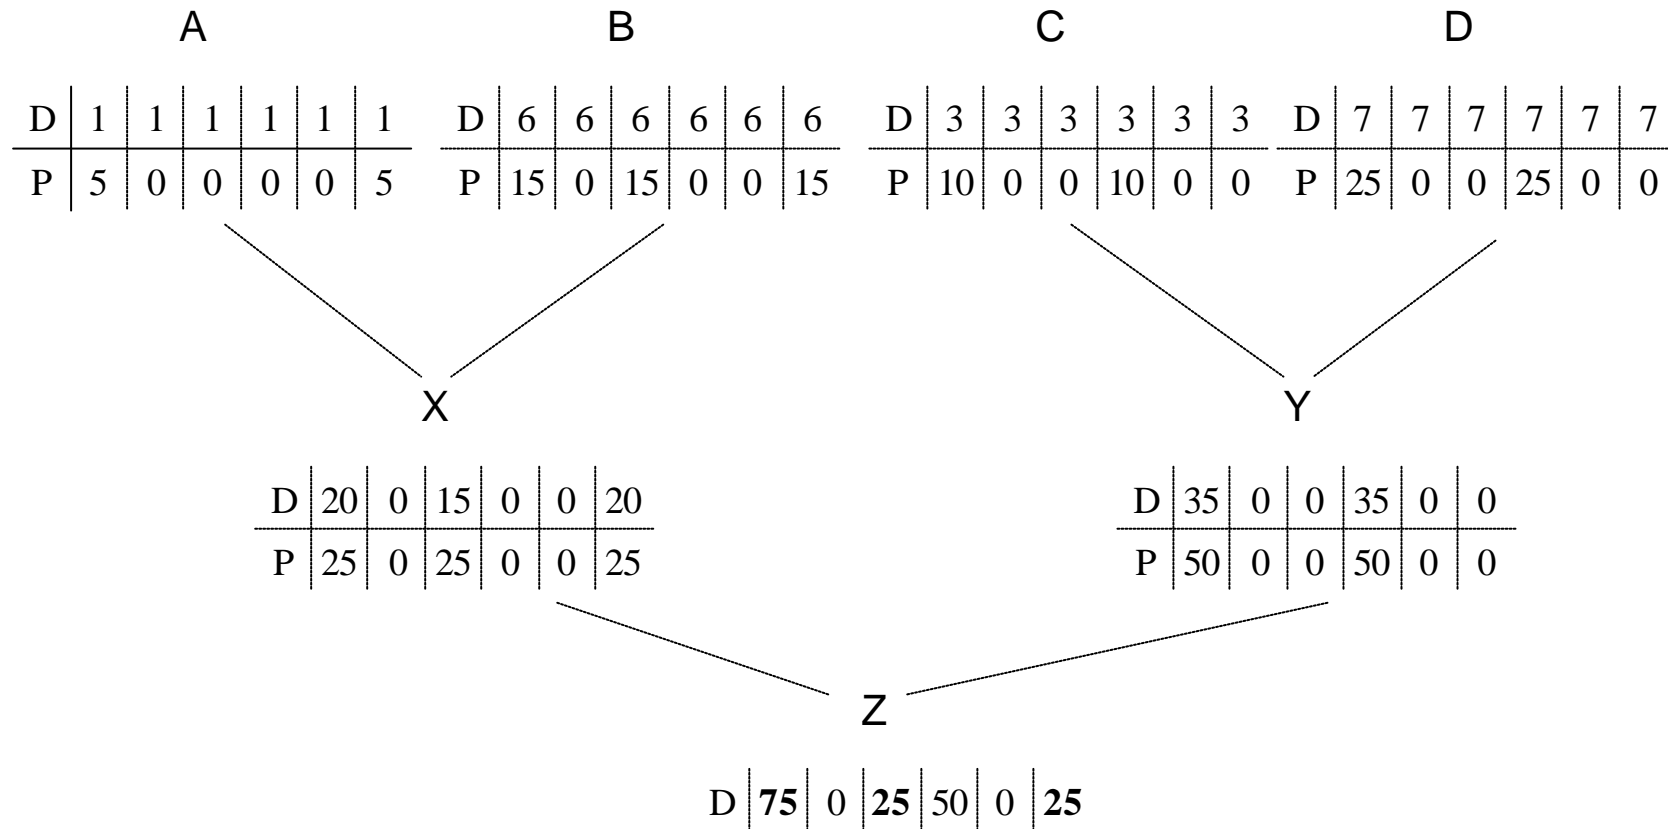 A B C D
D 1 1 1 1 1 1 D 6 6 6 6 6 6 D 3 3 3 3 3 3 D 7 7 7 7 7 7
P 5 0 0 0 0 5 P 15 0 15 0 0 15 P 10 0 0 10 0 0 P 25 0 0 25 0 0
X Y
D 20 0 15 0 0 20 D 35 0 0 35 0 0
P 25 0 25 0 0 25 P 50 0 0 50 0 0
Z
D 75 0 25 50 0 25